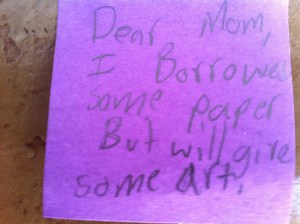 Dear Mom,
I Borrowed
some paper
But will give
some Art.